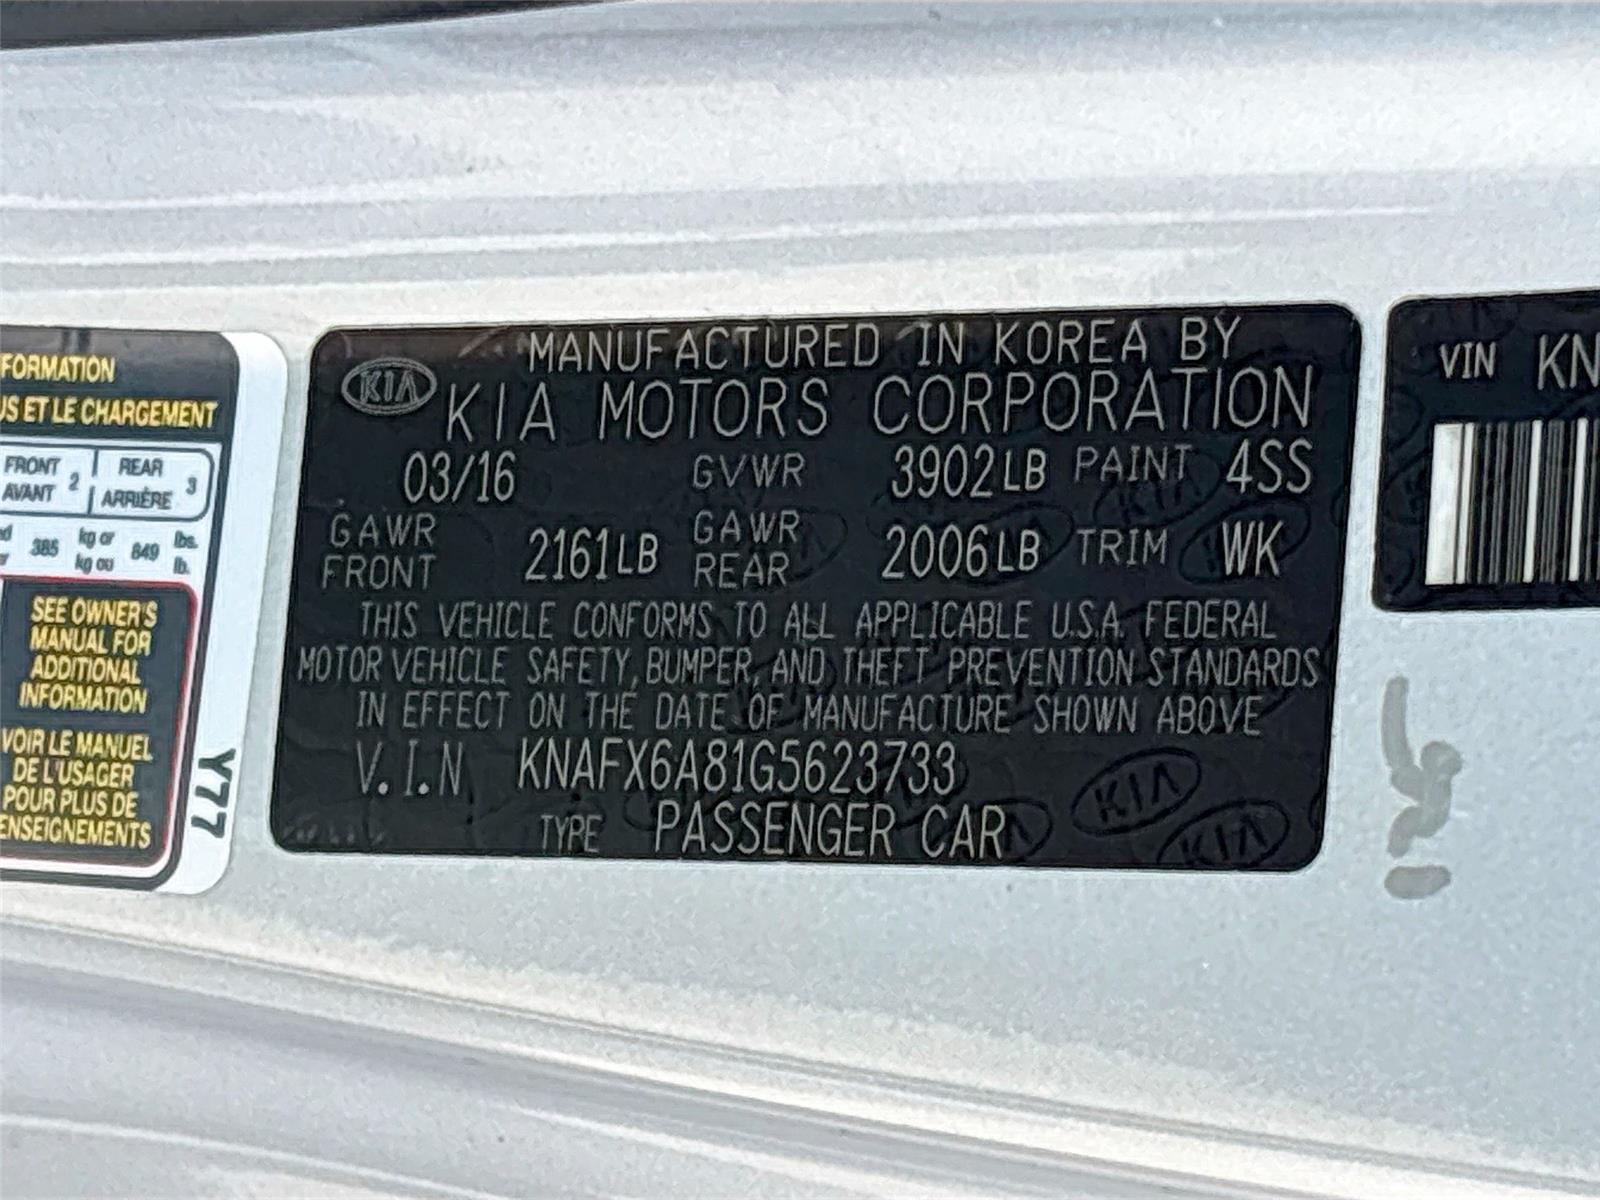 FORMATION
US ET LE CHARGEMENT
FRONT AVANT 2 REAR ARRIÈRE 3
385 kg or kg ou 849 lbs. lb.
SEE OWNER'S
MANUAL FOR
ADDITIONAL
INFORMATION
VOIR LE MANUEL
DE L'USAGER
POUR PLUS DE
ENSEIGNEMENTS
Y77
KIA
MANUFACTURED IN KOREA BY
KIA MOTORS CORPORATION
03/16 GVWR 3902LB PAINT 4SS
GAWR FRONT 2161LB GAWR REAR 2006LB TRIM WK
THIS VEHICLE CONFORMS TO ALL APPLICABLE U.S.A. FEDERAL
MOTOR VEHICLE SAFETY, BUMPER, AND THEFT PREVENTION STANDARDS
IN EFFECT ON THE DATE OF MANUFACTURE SHOWN ABOVE
V.I.N KNAFX6A81G5623733
TYPE PASSENGER CAR
VIN KN